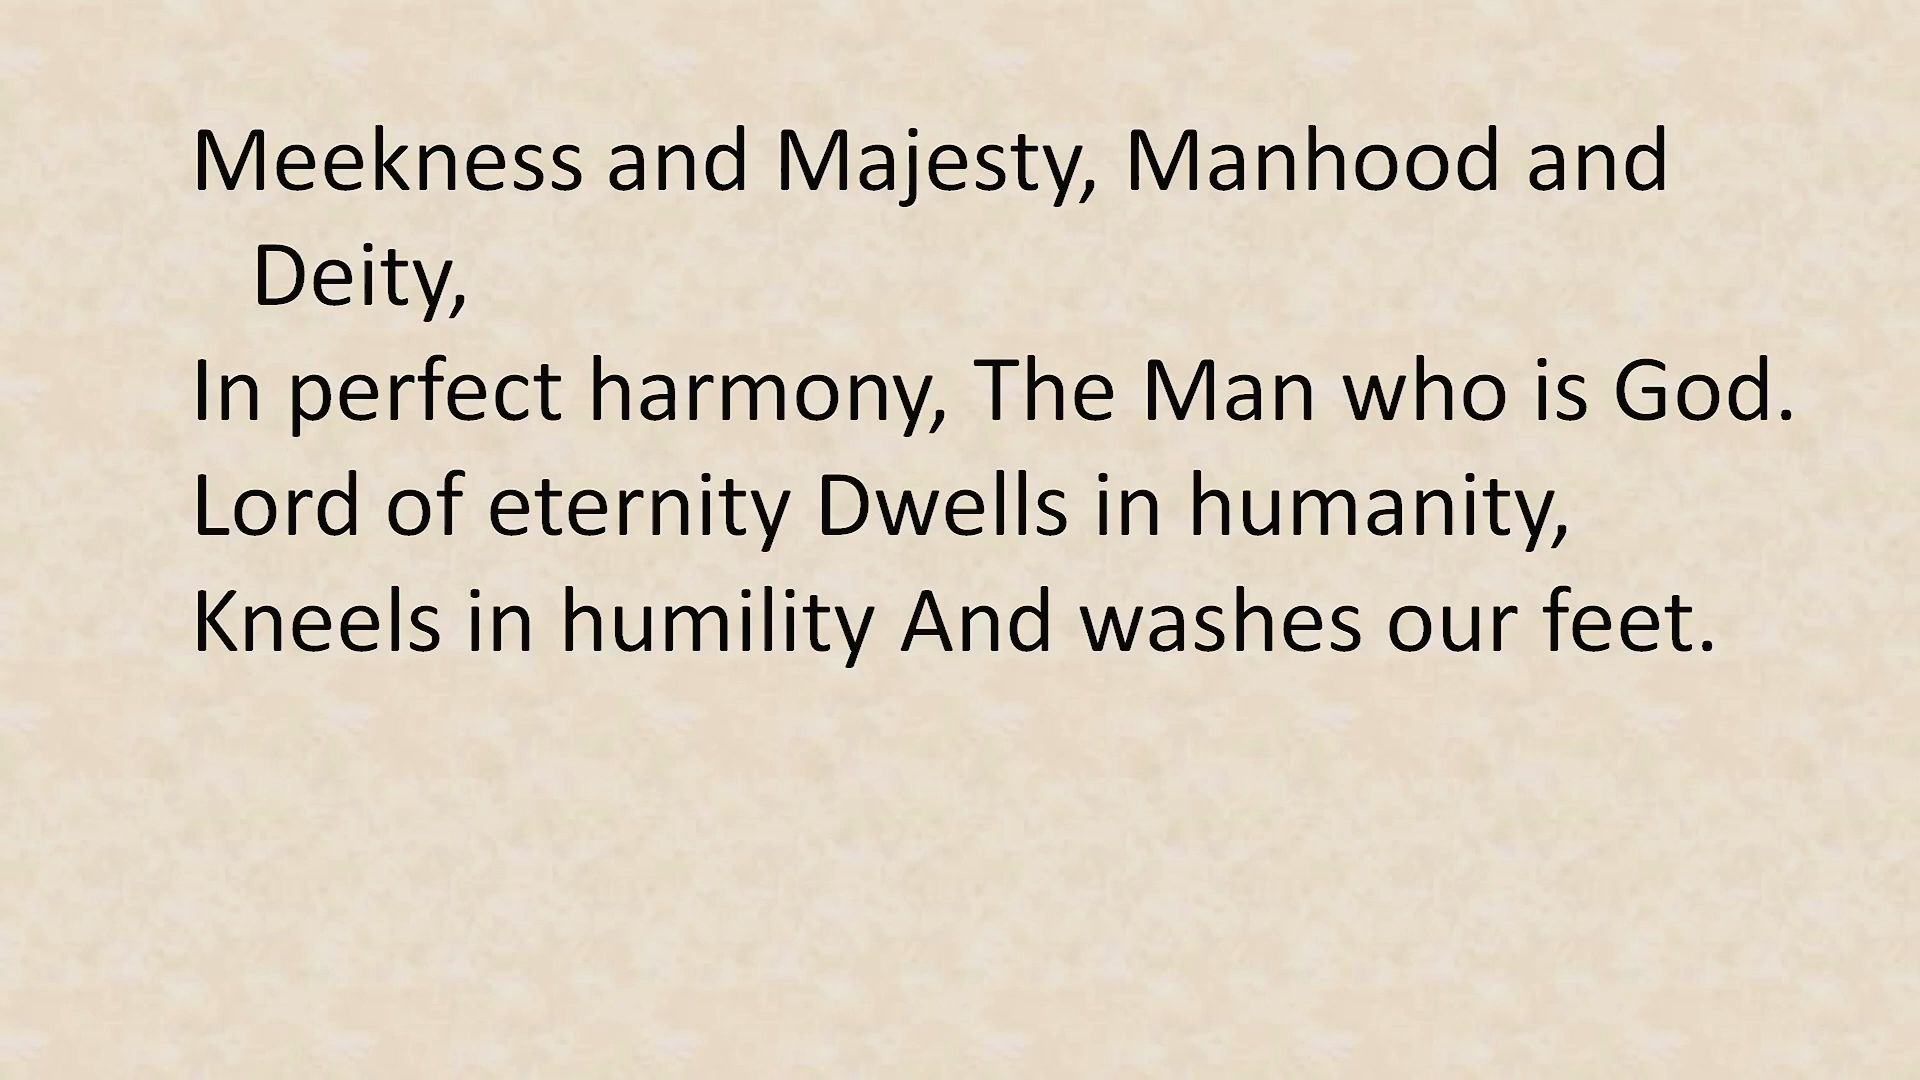 Meekness and Majesty, Manhood and
Deity,
In perfect harmony, The Man who is God.
Lord of eternity Dwells in humanity,
Kneels in humility And washes our feet.